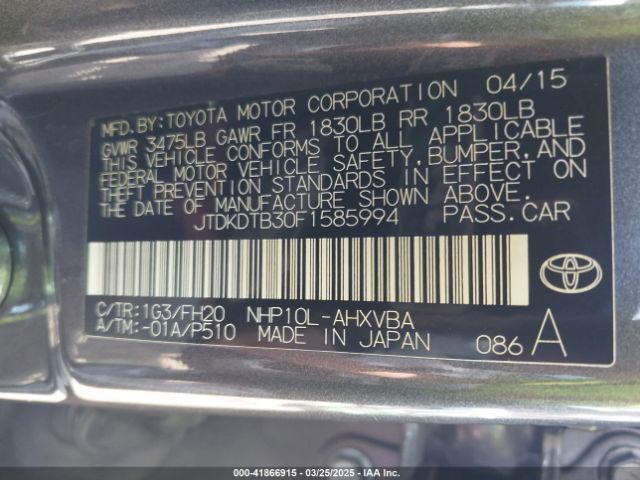 MFD.BY:TOYOTA MOTOR CORPORATION 04/15
GVWR 3475LB GAWR FR 1830LB RR 1830LB
THIS VEHICLE CONFORMS TO ALL APPLICABLE
FEDERAL MOTOR VEHICLE SAFETY,BUMPER,AND
THEFT PREVENTION STANDARDS IN EFFECT ON
THE DATE OF MANUFACTURE SHOWN ABOVE.
JTDKDTB30F1585994 PASS.CAR
C/TR:1G3/FH20 NHP10L-AHXVBA
A/TM:-01A/P510 MADE IN JAPAN
086 A
000-41866915 - 03/25/2025 - IAA Inc.